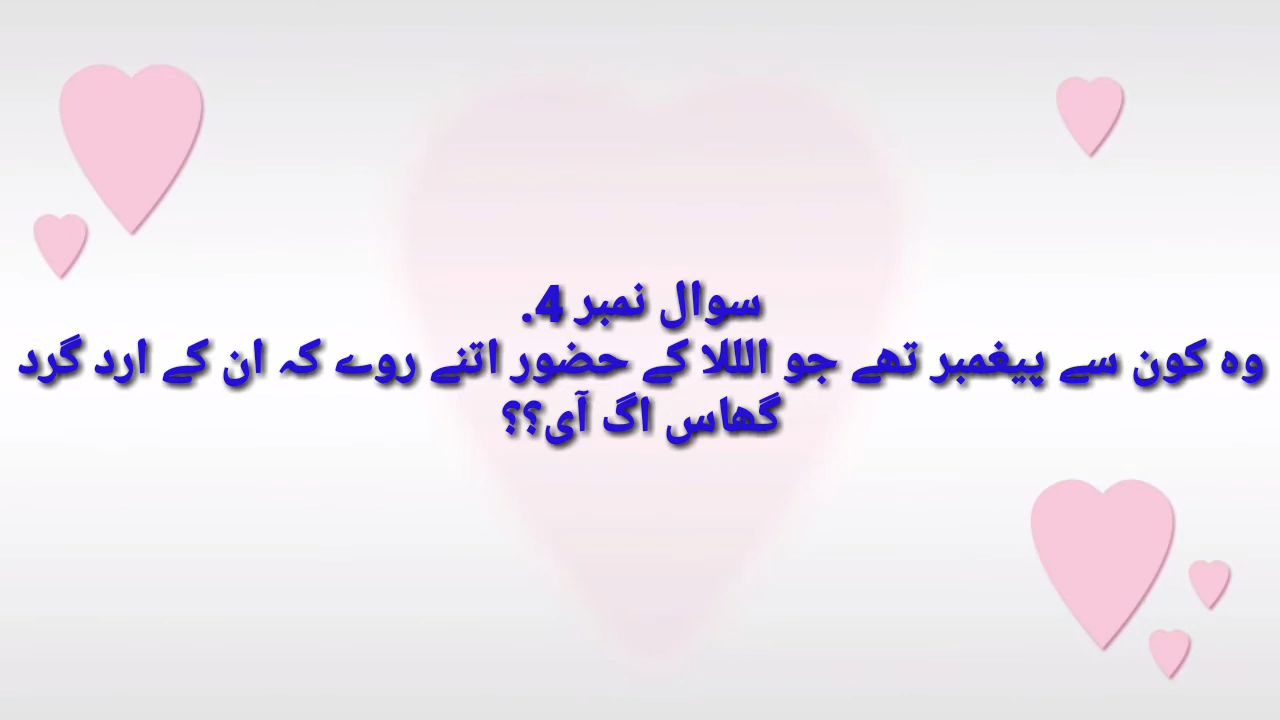 سوال نمبر 4.
وہ کون سے پیغمبر تھے جو اللللا کے حضور اتنے روے کہ ان کے ارد گرد
گھاس اگ آی؟؟